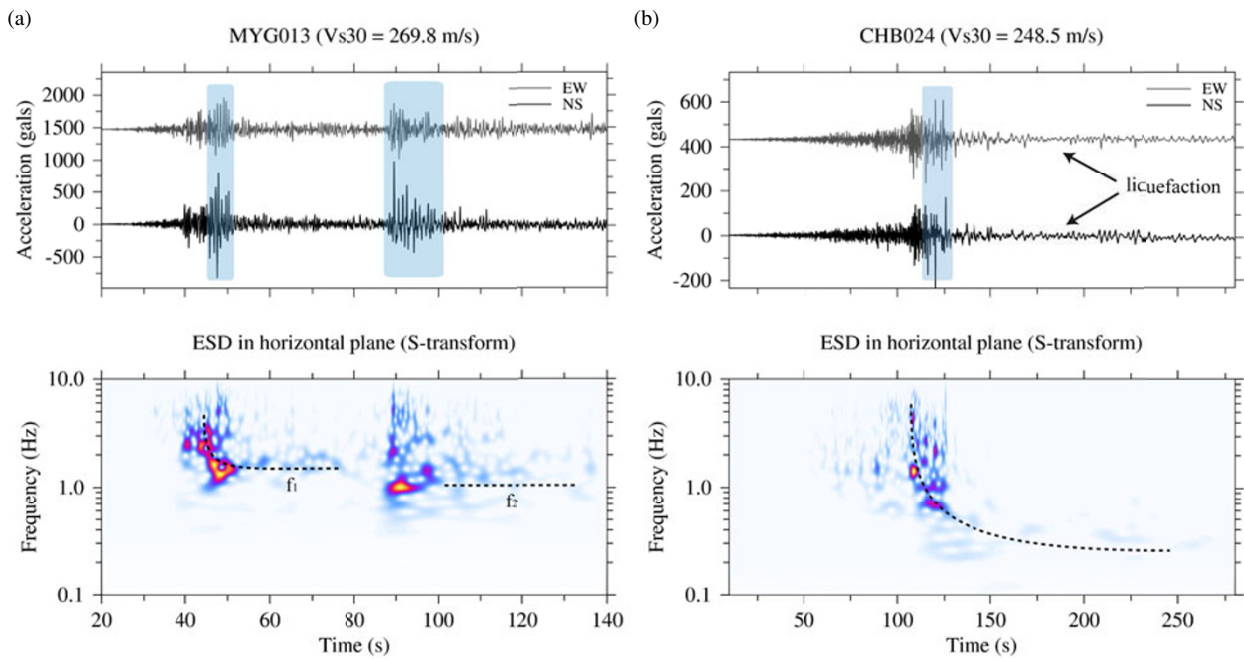 (a)
MYG013 (Vs30 = 269.8 m/s)
EW
NS
Acceleration (gals)
2000
1500
1000
500
0
-500
ESD in horizontal plane (S-transform)
Frequency (Hz)
10.0
1.0
0.1
f1
f2
20 40 60 80 100 120 140
Time (s)
(b)
CHB024 (Vs30 = 248.5 m/s)
EW
NS
Acceleration (gals)
600
400
200
0
-200
licuefaction
ESD in horizontal plane (S-transform)
Frequency (Hz)
10.0
1.0
0.1
50 100 150 200 250
Time (s)